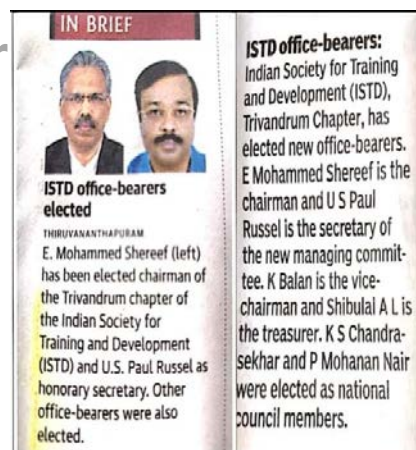 IN BRIEF
ISTD office-bearers
elected
THIRUVANANTHAPURAM
E. Mohammed Shereef (left)
has been elected chairman of
the Trivandrum chapter of
the Indian Society for
Training and Development
(ISTD) and U.S. Paul Russel as
honorary secretary. Other
office-bearers were also
elected.
ISTD office-bearers:
Indian Society for Training
and Development (ISTD),
Trivandrum Chapter, has
elected new office-bearers.
E Mohammed Shereef is the
chairman and U S Paul
Russel is the secretary of
the new managing commit-
tee. K Balan is the vice-
chairman and Shibulai A L is
the treasurer. K S Chandra-
sekhar and P Mohanan Nair
were elected as national
council members.